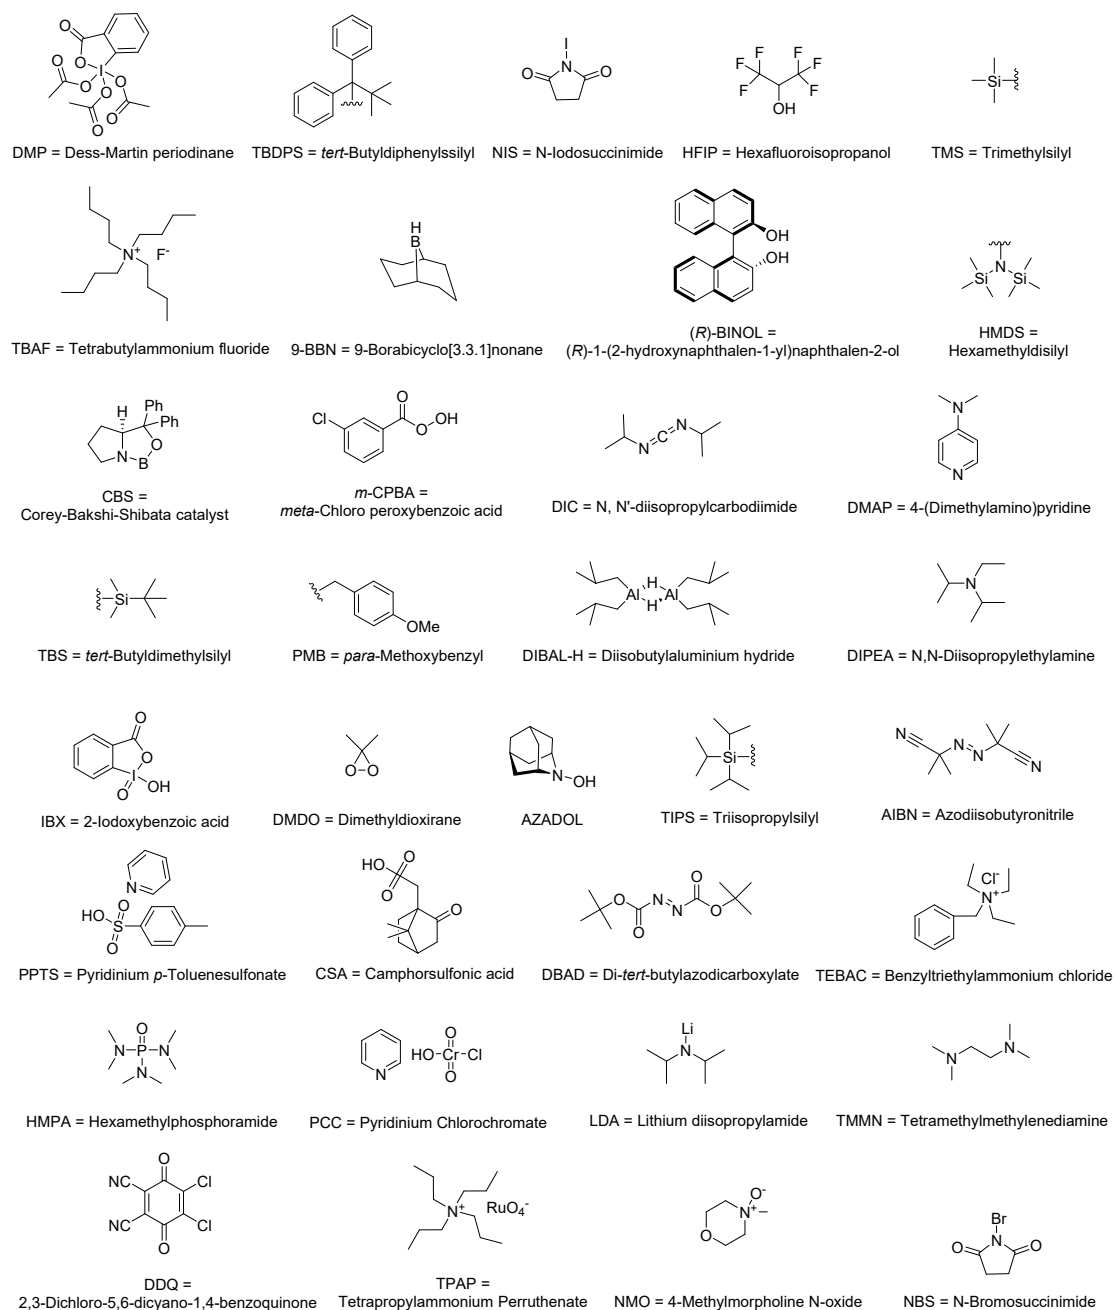 DMP = Dess-Martin periodinane
TBDPS = tert-Butyldiphenylssilyl
NIS = N-Iodosuccinimide
HFIP = Hexafluoroisopropanol
TMS = Trimethylsilyl
TBAF = Tetrabutylammonium fluoride
9-BBN = 9-Borabicyclo[3.3.1]nonane
(R)-BINOL =
(R)-1-(2-hydroxynaphthalen-1-yl)naphthalen-2-ol
HMDS =
Hexamethyldisilyl
CBS =
Corey-Bakshi-Shibata catalyst
m-CPBA =
meta-Chloro peroxybenzoic acid
DIC = N, N'-diisopropylcarbodiimide
DMAP = 4-(Dimethylamino)pyridine
TBS = tert-Butyldimethylsilyl
PMB = para-Methoxybenzyl
DIBAL-H = Diisobutylaluminium hydride
DIPEA = N,N-Diisopropylethylamine
IBX = 2-Iodoxybenzoic acid
DMDO = Dimethyldioxirane
AZADOL
TIPS = Triisopropylsilyl
AIBN = Azodiisobutyronitrile
PPTS = Pyridinium p-Toluenesulfonate
CSA = Camphorsulfonic acid
DBAD = Di-tert-butylazodicarboxylate
TEBAC = Benzyltriethylammonium chloride
HMPA = Hexamethylphosphoramide
PCC = Pyridinium Chlorochromate
LDA = Lithium diisopropylamide
TMMN = Tetramethylmethylenediamine
DDQ =
2,3-Dichloro-5,6-dicyano-1,4-benzoquinone
TPAP =
Tetrapropylammonium Perruthenate
NMO = 4-Methylmorpholine N-oxide
NBS = N-Bromosuccinimide